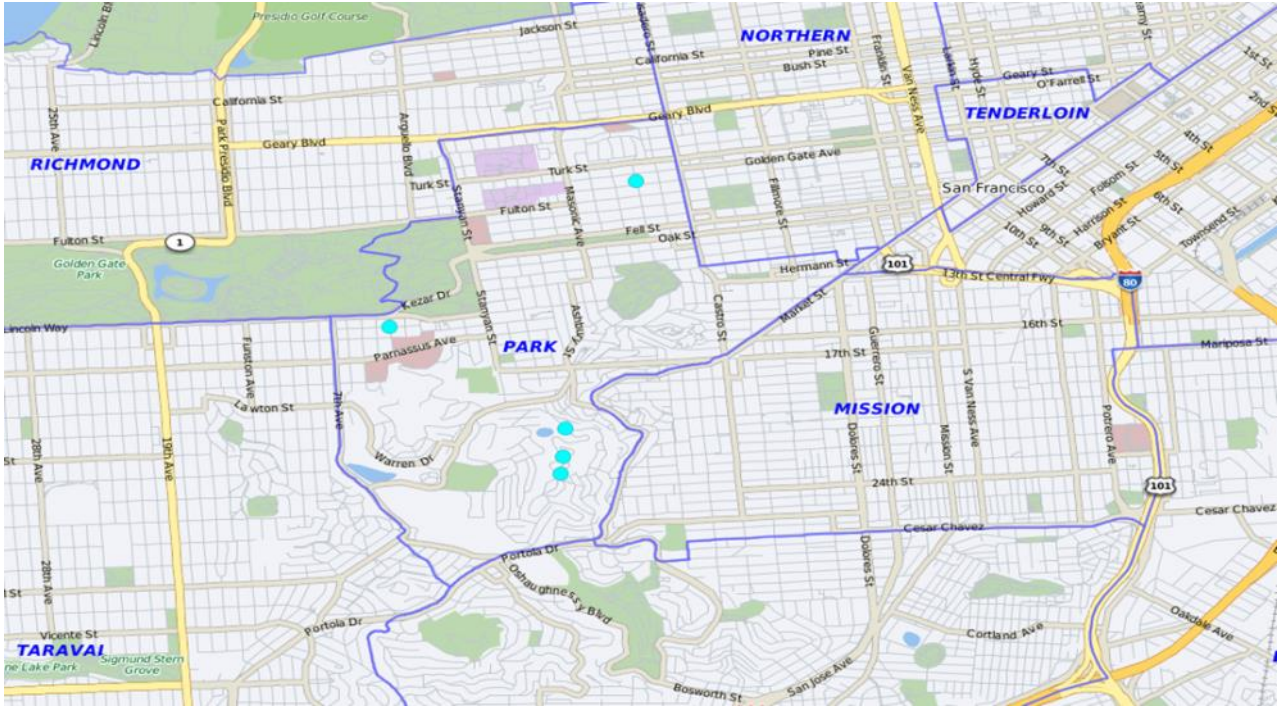 Presidio Golf Course
Lincoln Bl
Jackson St
NORTHERN
California St
Pine St
Bush St
Franklin St
Van Ness Ave
Larkin St
Hyde St
Geary St
O'Farrell St
1st St
2nd S
California St
Geary Blvd
TENDERLOIN
25th Ave
Park Presidio Blvd
Arguello Blvd
Geary Blvd
RICHMOND
Turk St
Turk St
Golden Gate Ave
4th St
5th St
7th St
Folsom St
San Francisco
Howard St
Harrison St
6th St
Stanyan St
Masonic Ave
Fillmore St
Fulton St
Fell St
Oak St
9th St
10th St
Bryant St
Townsend St
Fulton St
1
Golden Gate
Park
Hermann St
101
13th St Central Fwy
80
Kezar Dr
Stanyan St
Ashbury St
Castro St
Market St
Lincoln Way
16th St
Mariposa St
Funston Ave
Parnassus Ave
PARK
17th St
Guerrero St
S Van Ness Ave
7th Ave
Lawton St
MISSION
Potrero Ave
28th Ave
19th Ave
Warren Dr
Dolores St
Mission St
24th St
101
Cesar Chavez
Cesar Chavez
Portola Dr
Dolores St
28th Ave
Oshaughnessy Blvd
Portola Dr
Vicente St
Cortland Ave
Oakdale Ave
TARAVAL
ne Lake Park
Sigmund Stern
Grove
Bosworth St
San Jose Ave